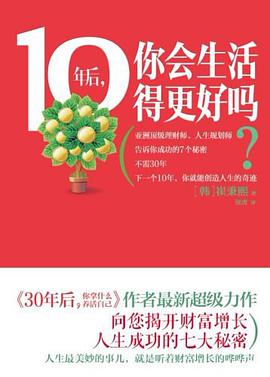 10年后，你会生活
得更好吗？
亚洲顶级理财师、人生规划师
告诉你成功的7个秘密
不需30年
下一个10年，你就能创造人生的奇迹
[韩]崔秉熙 著
《30年后，你拿什么养活自己》作者最新超级力作
向您揭开财富增长
人生成功的七大秘密
人生最美妙的事儿，就是听着财富增长的哗哗声